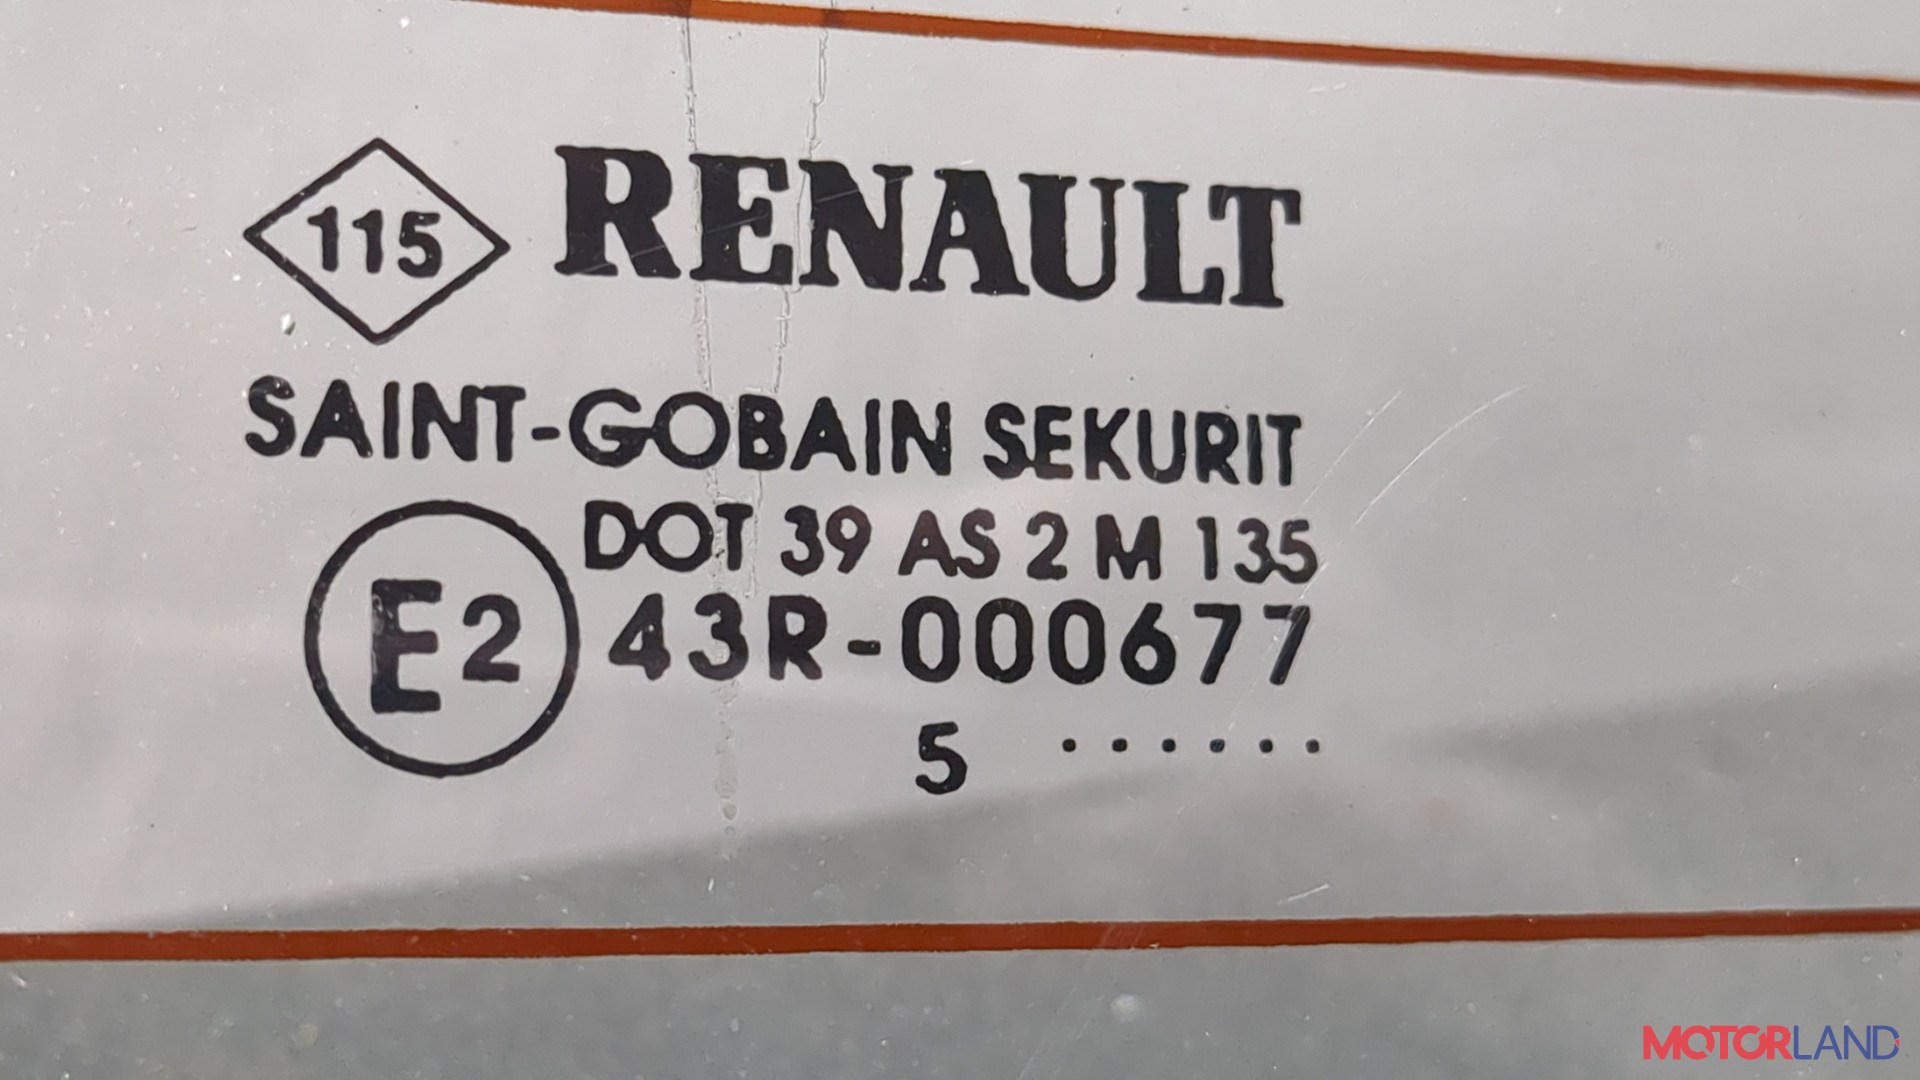 115 RENAULT
SAINT-GOBAIN SEKURIT
DOT 39 AS 2 M 135
E2 43R-000677
5 ......
MOTORLAND